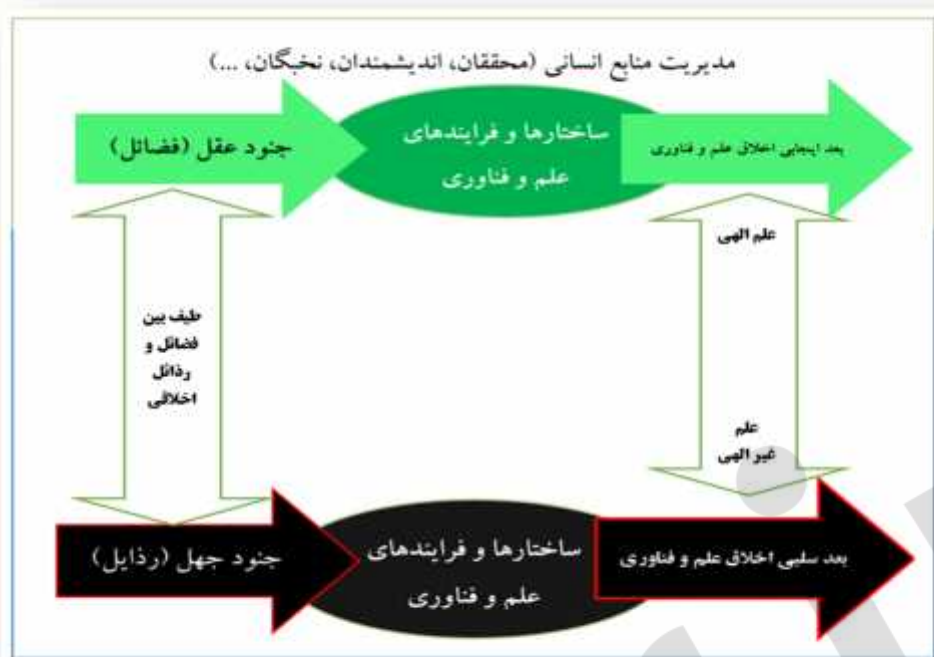 مدیریت منابع انسانی (محققان، اندیشمندان، نخبگان، ...)
جنود عقل (فضائل)
ساختارها و فرایندهای
علم و فناوری
بعد ایجابی اخلاق علم و فناوری
علم الهی
طیف بین
فضائل و
رذائل
اخلاقی
علم
غیر الهی
جنود جهل (رذایل)
ساختارها و فرایندهای
علم و فناوری
بعد سلبی اخلاق علم و فناوری